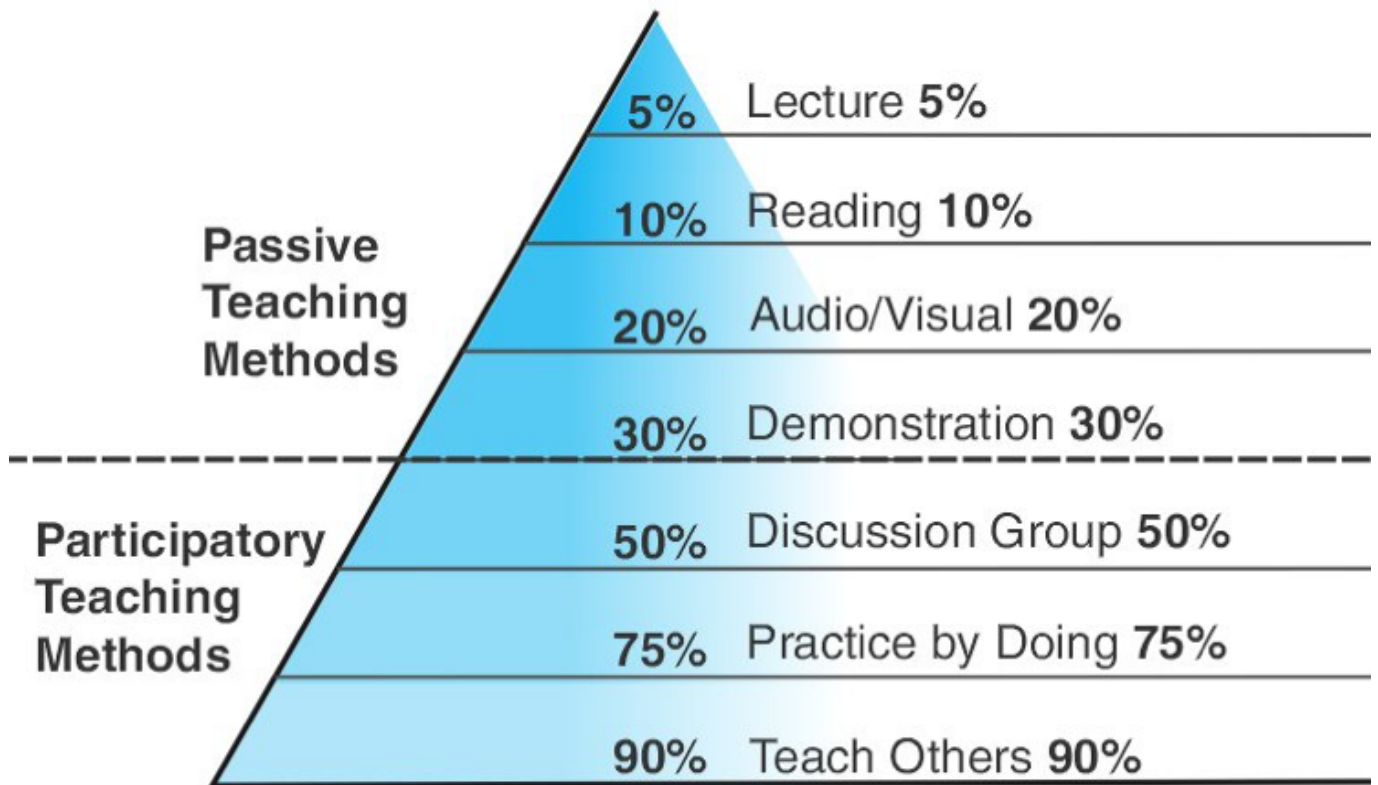 5% Lecture 5%
10% Reading 10%
Passive
Teaching
Methods
20% Audio/Visual 20%
30% Demonstration 30%
50% Discussion Group 50%
Participatory
Teaching
Methods
75% Practice by Doing 75%
90% Teach Others 90%